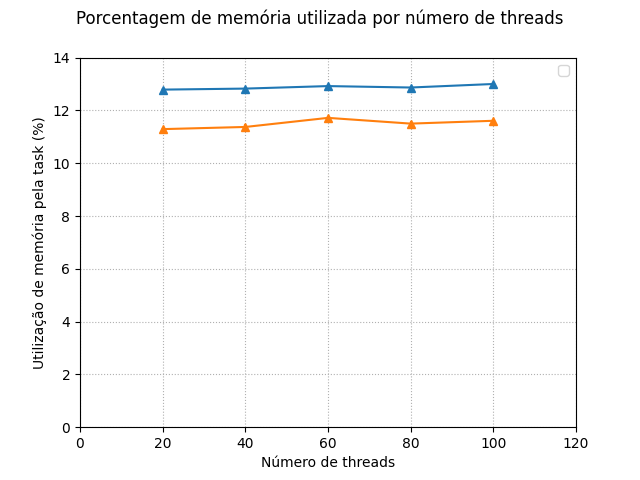 Porcentagem de memória utilizada por número de threads
14
12
10
8
6
4
2
0
Utilização de memória pela task (%)
0 20 40 60 80 100 120
Número de threads